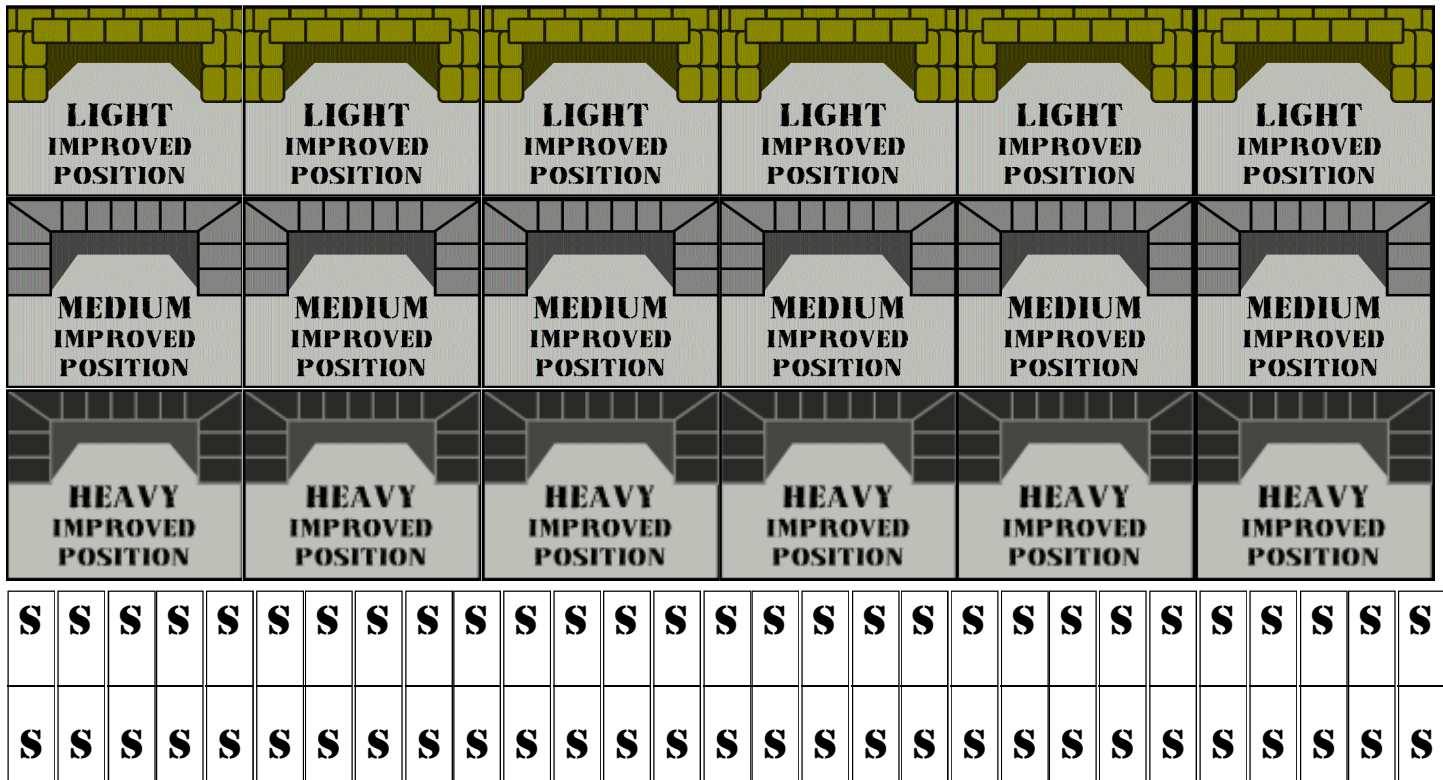 LIGHT LIGHT LIGHT LIGHT LIGHT LIGHT
IMPROVED IMPROVED IMPROVED IMPROVED IMPROVED IMPROVED
POSITION POSITION POSITION POSITION POSITION POSITION
MEDIUM MEDIUM MEDIUM MEDIUM MEDIUM MEDIUM
IMPROVED IMPROVED IMPROVED IMPROVED IMPROVED IMPROVED
POSITION POSITION POSITION POSITION POSITION POSITION
HEAVY HEAVY HEAVY HEAVY HEAVY HEAVY
IMPROVED IMPROVED IMPROVED IMPROVED IMPROVED IMPROVED
POSITION POSITION POSITION POSITION POSITION POSITION
S S S S S S S S S S S S S S S S S S S S S S S S S S S S S
S S S S S S S S S S S S S S S S S S S S S S S S S S S S S